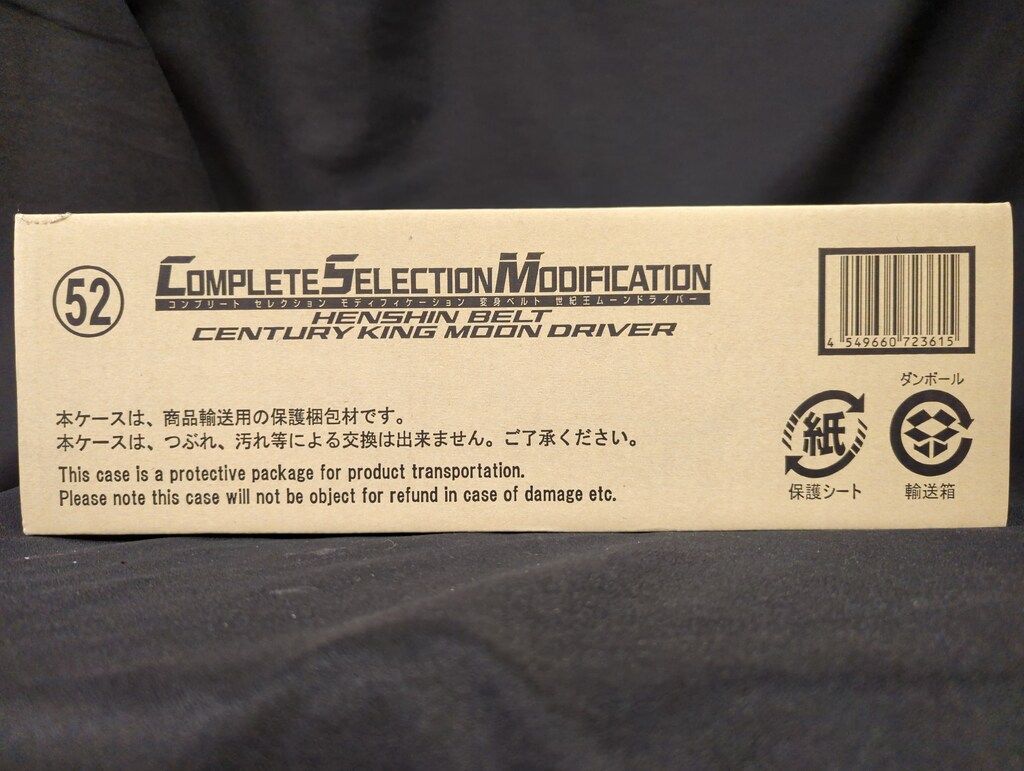 52
COMPLETE SELECTION MODIFICATION
コンプリート セレクション モディフィケーション 変身ベルト 世紀王ムーンドライバー
HENSHIN BELT
CENTURY KING MOON DRIVER
4 549660 723615
本ケースは、商品輸送用の保護梱包材です。
本ケースは、つぶれ、汚れ等による交換は出来ません。ご了承ください。
This case is a protective package for product transportation.
Please note this case will not be object for refund in case of damage etc.
紙
保護シート
ダンボール
輸送箱